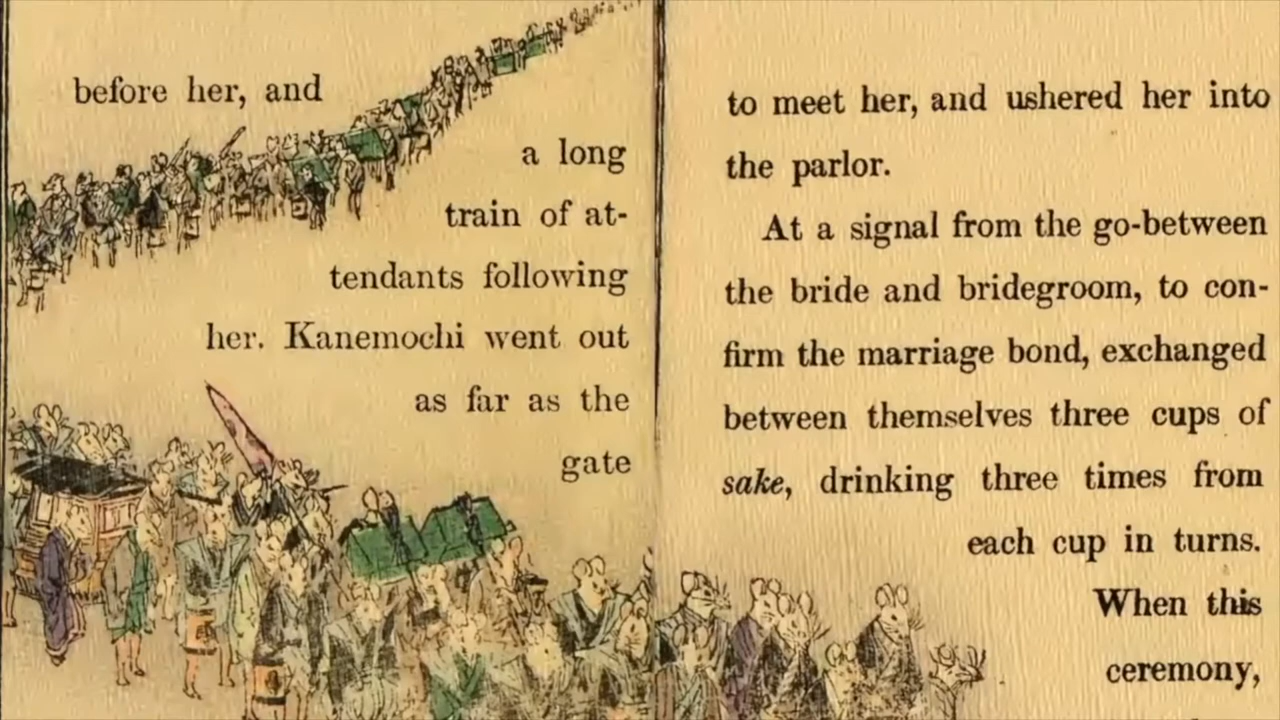 before her, and
a long
train of at-
tendants following
her. Kanemochi went out
as far as the
gate
to meet her, and ushered her into
the parlor.
At a signal from the go-between
the bride and bridegroom, to con-
firm the marriage bond, exchanged
between themselves three cups of
sake, drinking three times from
each cup in turns.
When this
ceremony,